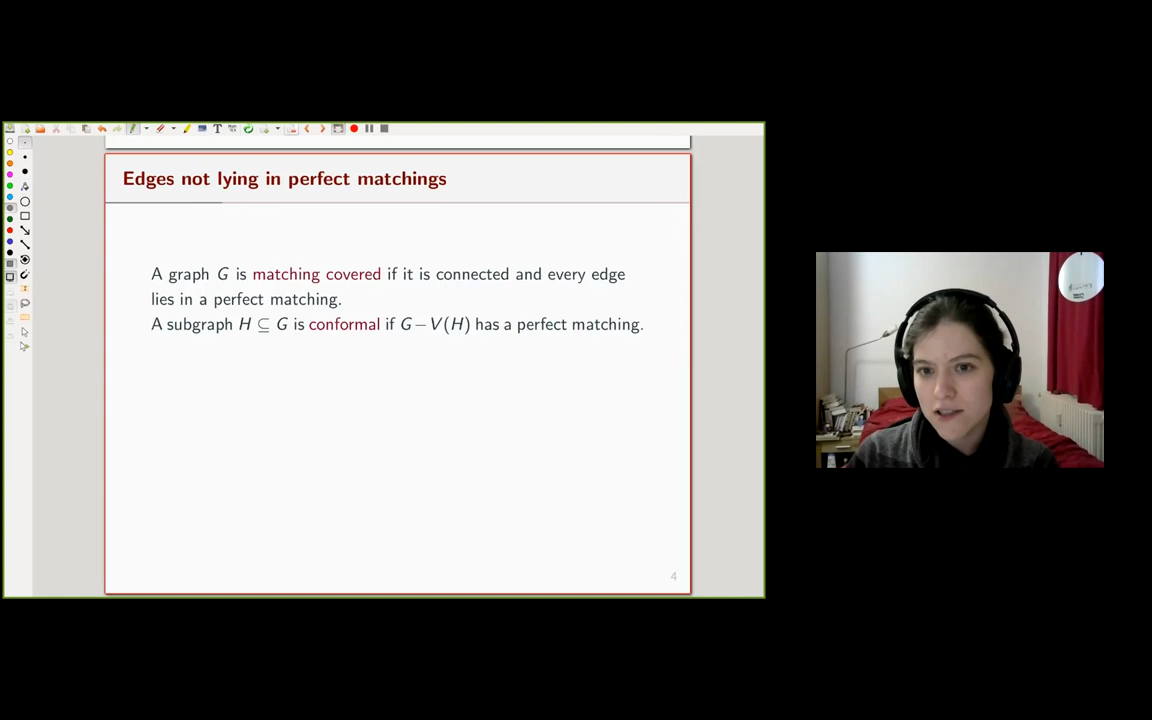 Edges not lying in perfect matchings
A graph G is matching covered if it is connected and every edge
lies in a perfect matching.
A subgraph H ⊆ G is conformal if G − V(H) has a perfect matching.
4